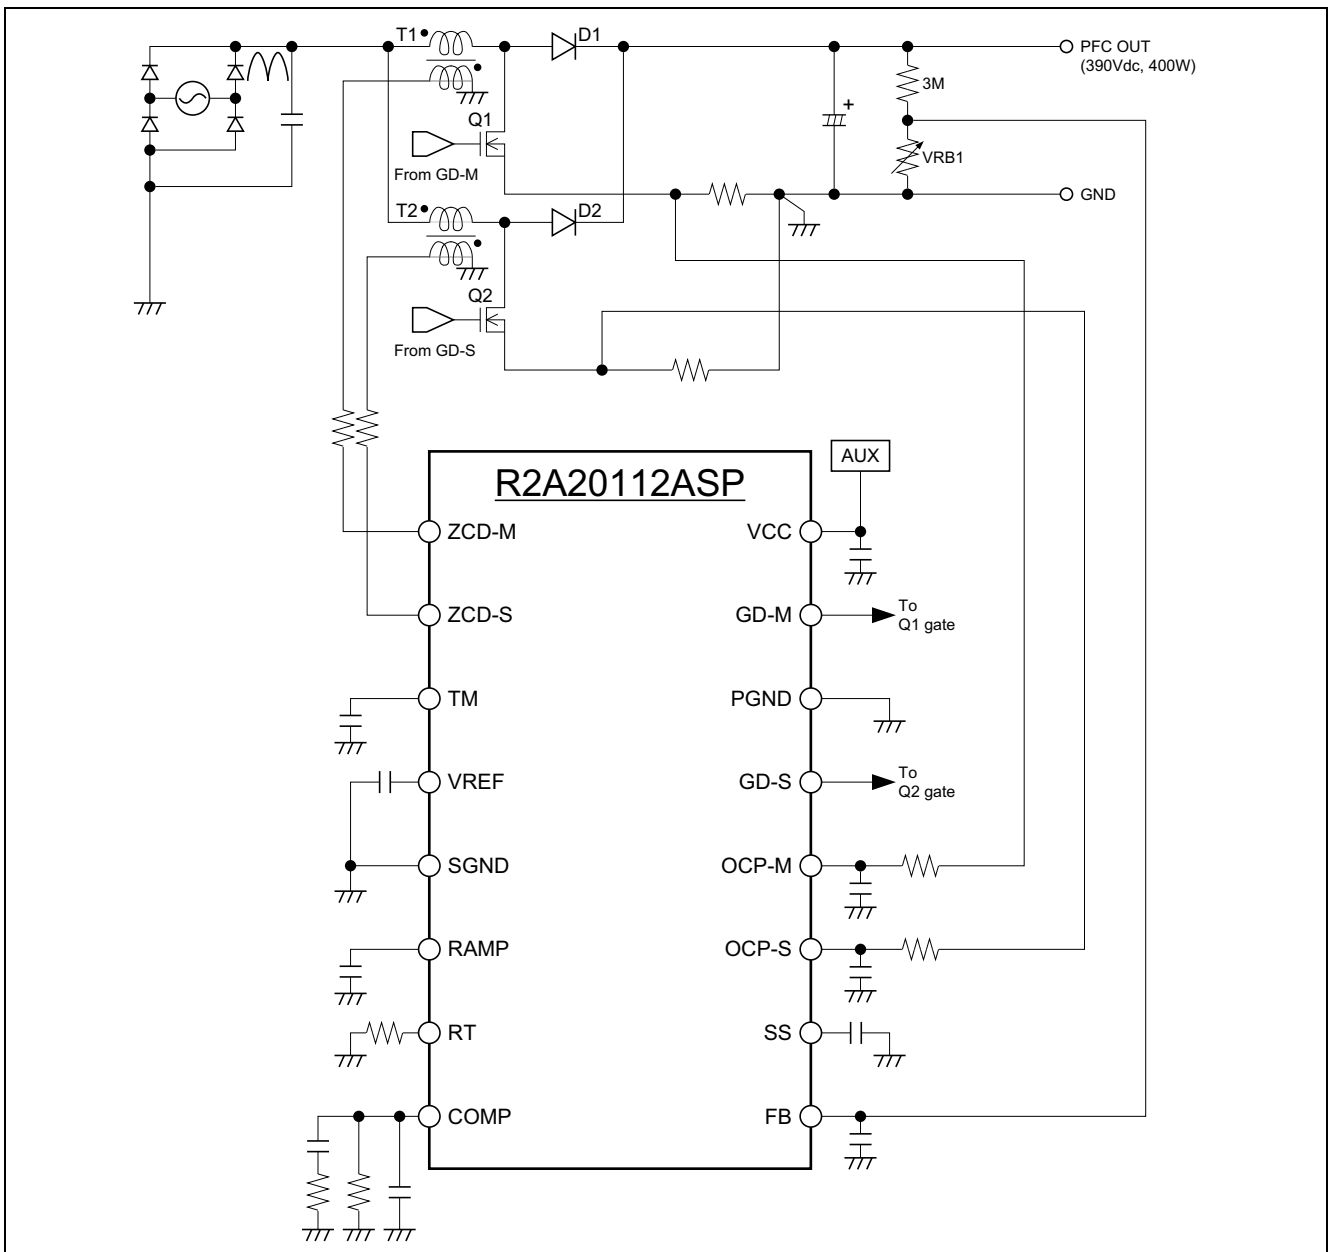 T1
D1
PFC OUT
(390Vdc, 400W)
3M
+
Q1
From GD-M
VRB1
GND
T2
D2
Q2
From GD-S
AUX
R2A20112ASP
ZCD-M
VCC
ZCD-S
GD-M
To
Q1 gate
TM
PGND
VREF
GD-S
To
Q2 gate
SGND
OCP-M
RAMP
OCP-S
RT
SS
COMP
FB